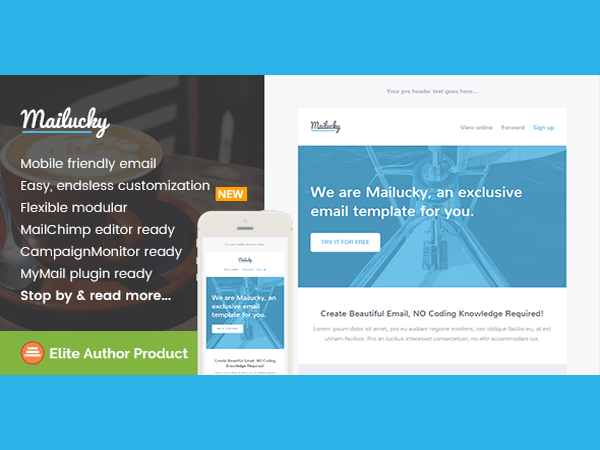 Mailucky
Mobile friendly email
Easy, endsless customization
NEW
Flexible modular
MailChimp editor ready
CampaignMonitor ready
MyMail plugin ready
Stop by & read more...
Elite Author Product
Your pre header text goes here...
Mailucky
View online Forward Sign up
We are Mailucky, an
exclusive email
template for you.
TRY IT FOR FREE
Create Beautiful Email, NO Coding
Knowledge Required!
Your pre header text goes here...
Mailucky
View online Forward Sign up
We are Mailucky, an exclusive
email template for you.
TRY IT FOR FREE
Create Beautiful Email, NO Coding Knowledge Required!
Lorem ipsum dolor sit amet, pro eu audiam regione insolens, nec oblique facilisi eu, at est
utinam facilisis. Pro an lucilius interesset consectetuer, no elitr accommodare ius.